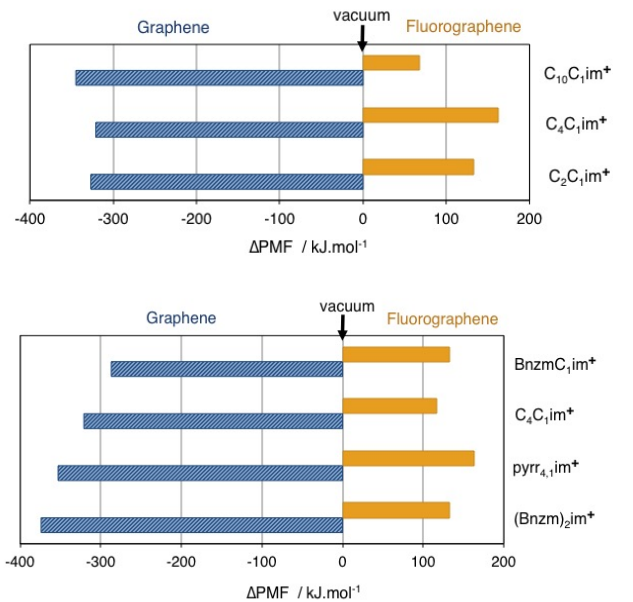 vacuum
Graphene
Fluorographene
C₁₀C₁im⁺
C₄C₁im⁺
C₂C₁im⁺
-400 -300 -200 -100 0 100 200
ΔPMF / kJ.mol⁻¹
vacuum
Graphene
Fluorographene
BnzmC₁im⁺
C₄C₁im⁺
pyrr₄,₁im⁺
(Bnzm)₂im⁺
-400 -300 -200 -100 0 100 200
ΔPMF / kJ.mol⁻¹